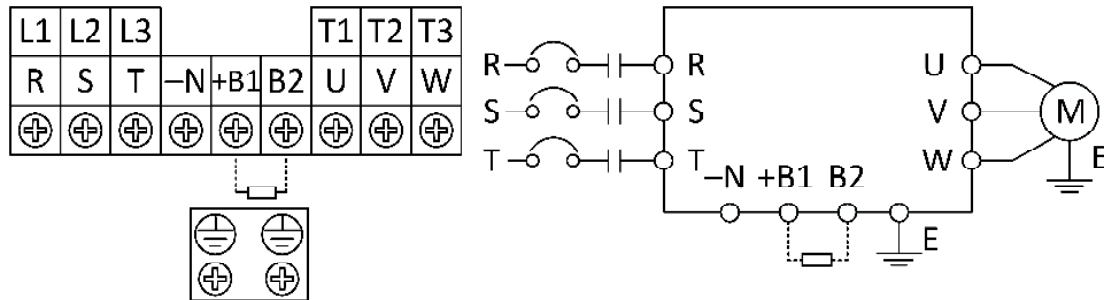 L1 L2 L3 T1 T2 T3
R S T –N +B1 B2 U V W
R R U
S S V M
T T W E
–N +B1 B2
E